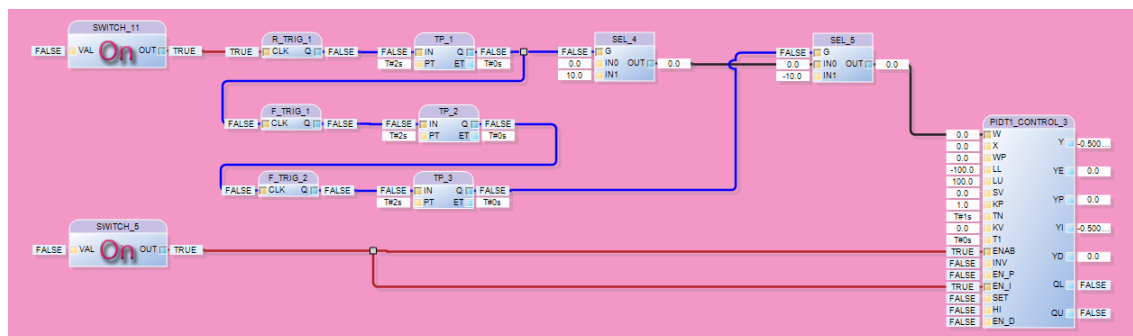 SWITCH_11
FALSE VAL On OUT TRUE
R_TRIG_1
TRUE CLK Q FALSE
TP_1
FALSE IN Q FALSE
T#2s PT ET T#0s
SEL_4
FALSE G
0.0 IN0 OUT 0.0
10.0 IN1
SEL_5
FALSE G
0.0 IN0 OUT 0.0
-10.0 IN1
F_TRIG_1
FALSE CLK Q FALSE
TP_2
FALSE IN Q FALSE
T#2s PT ET T#0s
F_TRIG_2
FALSE CLK Q FALSE
TP_3
FALSE IN Q FALSE
T#2s PT ET T#0s
SWITCH_5
FALSE VAL On OUT TRUE
PIDT1_CONTROL_3
0.0 W
Y -0.500...
0.0 X
0.0 WP
-100.0 LL
YE 0.0
100.0 LU
0.0 SV
YP 0.0
1.0 KP
T#1s TN
0.0 KV
YI -0.500...
T#0s T1
TRUE ENAB
YD 0.0
FALSE INV
FALSE EN_P
TRUE EN_I
QL FALSE
FALSE SET
FALSE HI
QU FALSE
FALSE EN_D